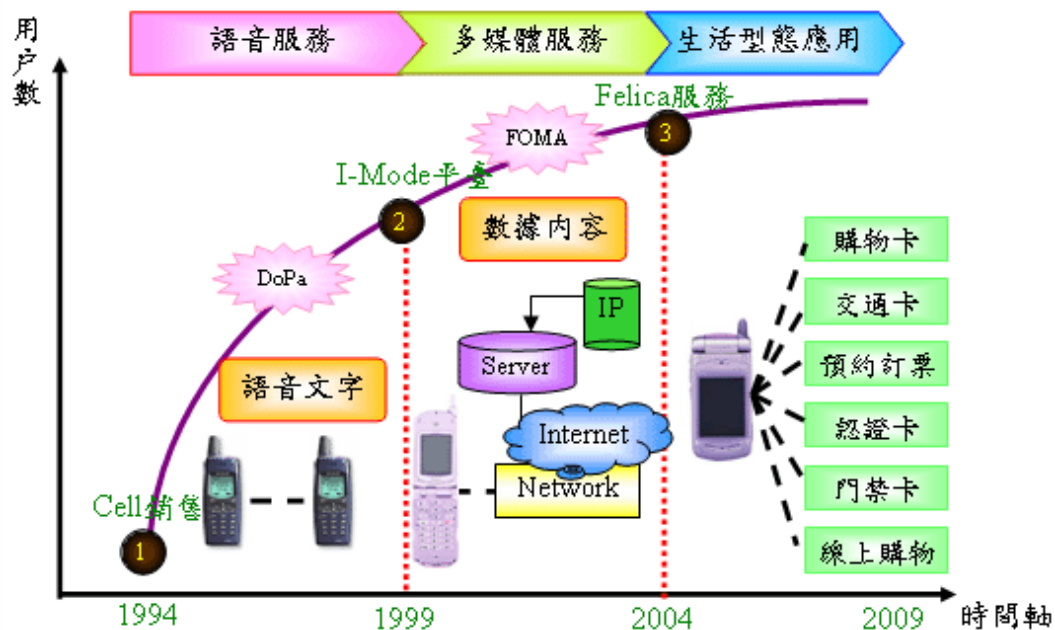 用户數
語音服務
多媒體服務
生活型態應用
Felica服務
3
FOMA
I-Mode平臺
2
數據内容
DoPa
語音文字
IP
Server
Internet
Network
購物卡
交通卡
預約訂票
認證卡
門禁卡
線上購物
Cell銷售
1
1994
1999
2004
2009
時間軸